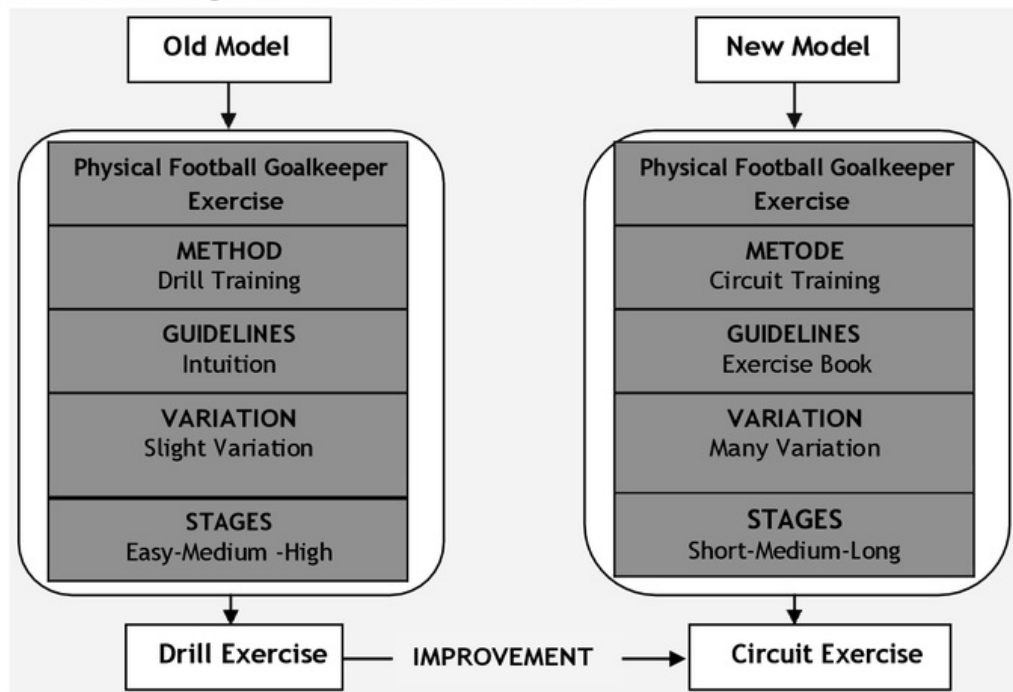 Old Model
Physical Football Goalkeeper
Exercise
METHOD
Drill Training
GUIDELINES
Intuition
VARIATION
Slight Variation
STAGES
Easy-Medium -High
Drill Exercise
IMPROVEMENT
New Model
Physical Football Goalkeeper
Exercise
METODE
Circuit Training
GUIDELINES
Exercise Book
VARIATION
Many Variation
STAGES
Short-Medium-Long
Circuit Exercise